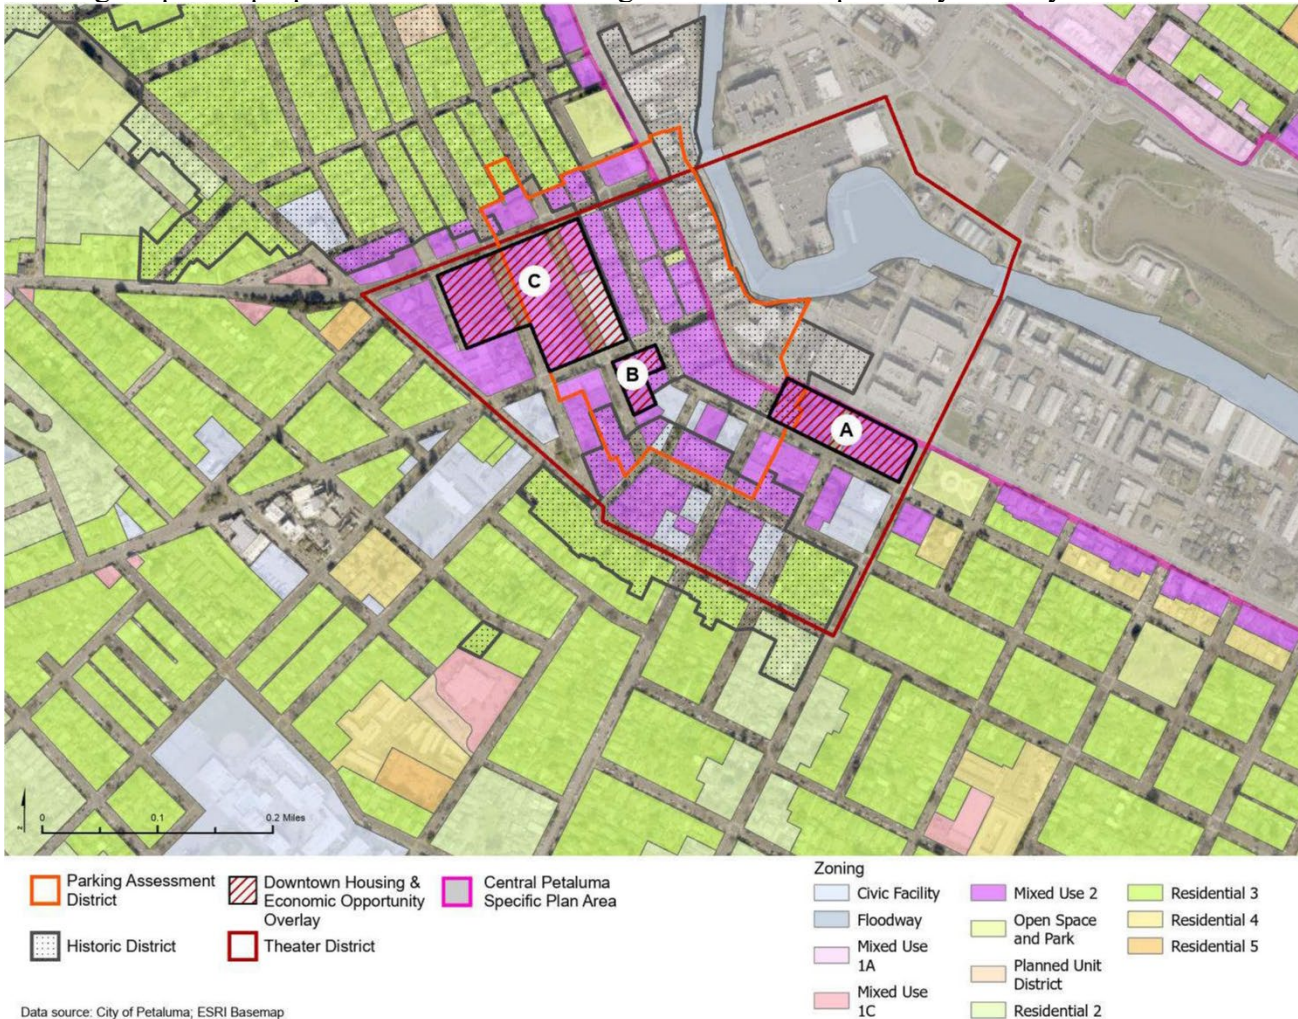 C
B
A
0 0.1 0.2 Miles
Parking Assessment
District
Downtown Housing &
Economic Opportunity
Overlay
Central Petaluma
Specific Plan Area
Historic District
Theater District
Zoning
Civic Facility
Floodway
Mixed Use
1A
Mixed Use
1C
Mixed Use 2
Open Space
and Park
Planned Unit
District
Residential 2
Residential 3
Residential 4
Residential 5
Data source: City of Petaluma; ESRI Basemap